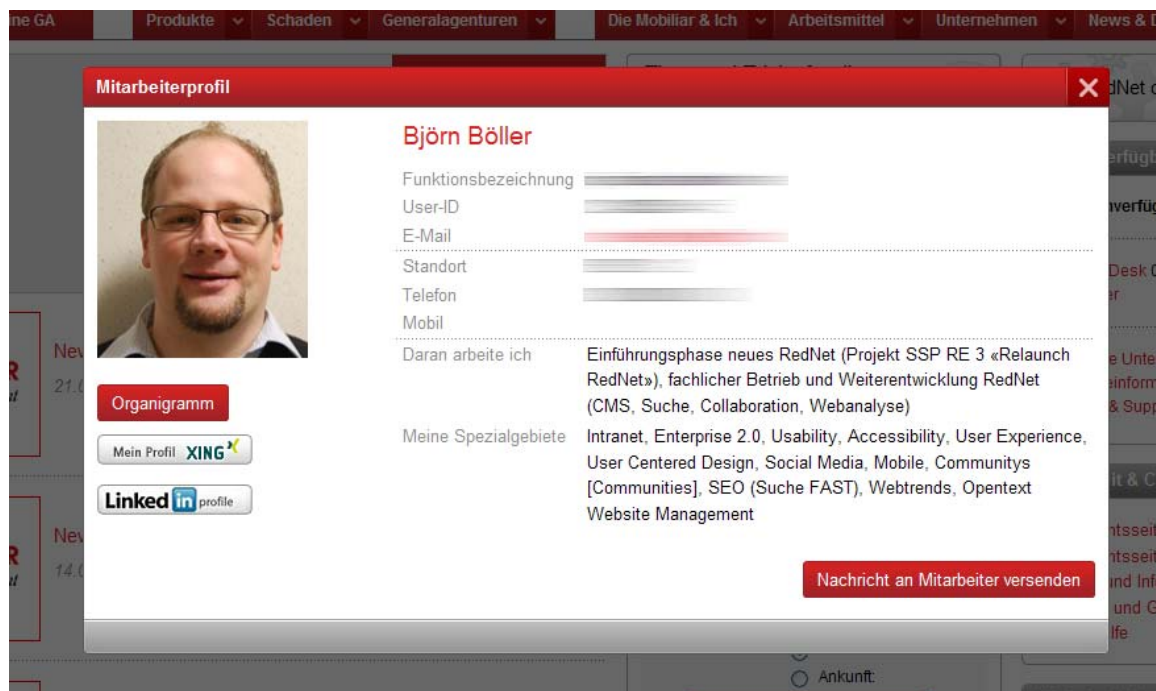 ne GA
Produkte
Schaden
Generalagenturen
Die Mobiliar & Ich
Arbeitsmittel
Unternehmen
News &
Mitarbeiterprofil
Björn Böller
Funktionsbezeichnung
User-ID
E-Mail
Standort
Telefon
Mobil
Daran arbeite ich
Einführungsphase neues RedNet (Projekt SSP RE 3 «Relaunch
RedNet»), fachlicher Betrieb und Weiterentwicklung RedNet
(CMS, Suche, Collaboration, Webanalyse)
Meine Spezialgebiete
Intranet, Enterprise 2.0, Usability, Accessibility, User Experience,
User Centered Design, Social Media, Mobile, Communitys
[Communities], SEO (Suche FAST), Webtrends, Opentext
Website Management
Organigramm
Mein Profil XING
Linked in profile
Nachricht an Mitarbeiter versenden
Ankunft: